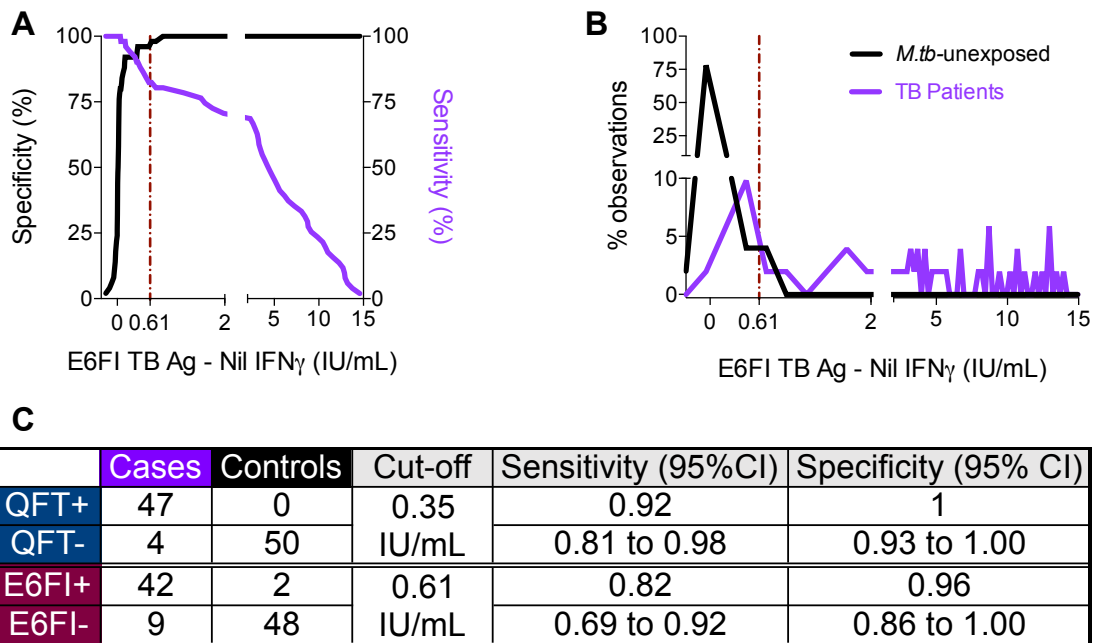 A
Specificity (%)
100
75
50
25
0
100
75
50
25
0
Sensitivity (%)
0 0.61 2 5 10 15
E6FI TB Ag - Nil IFNγ (IU/mL)
B
% observations
100
75
50
25
10
5
0
M.tb-unexposed
TB Patients
0 0.61 2 5 10 15
E6FI TB Ag - Nil IFNγ (IU/mL)
C
Cases Controls Cut-off Sensitivity (95%CI) Specificity (95% CI)
QFT+ 47 0 0.35 0.92 1
QFT- 4 50 IU/mL 0.81 to 0.98 0.93 to 1.00
E6FI+ 42 2 0.61 0.82 0.96
E6FI- 9 48 IU/mL 0.69 to 0.92 0.86 to 1.00